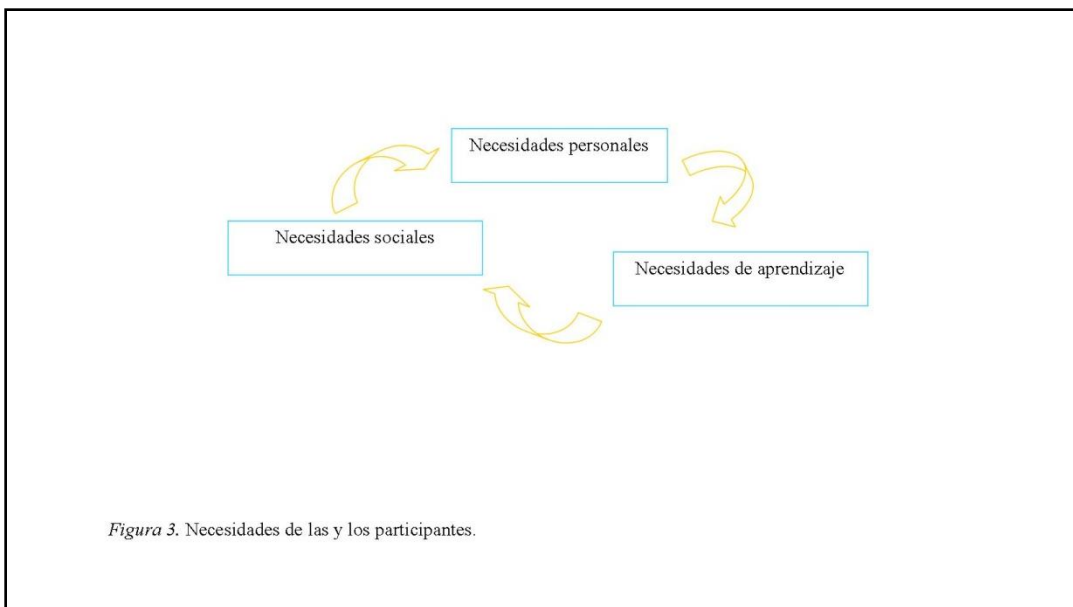 Necesidades personales
Necesidades sociales
Necesidades de aprendizaje
Figura 3. Necesidades de las y los participantes.